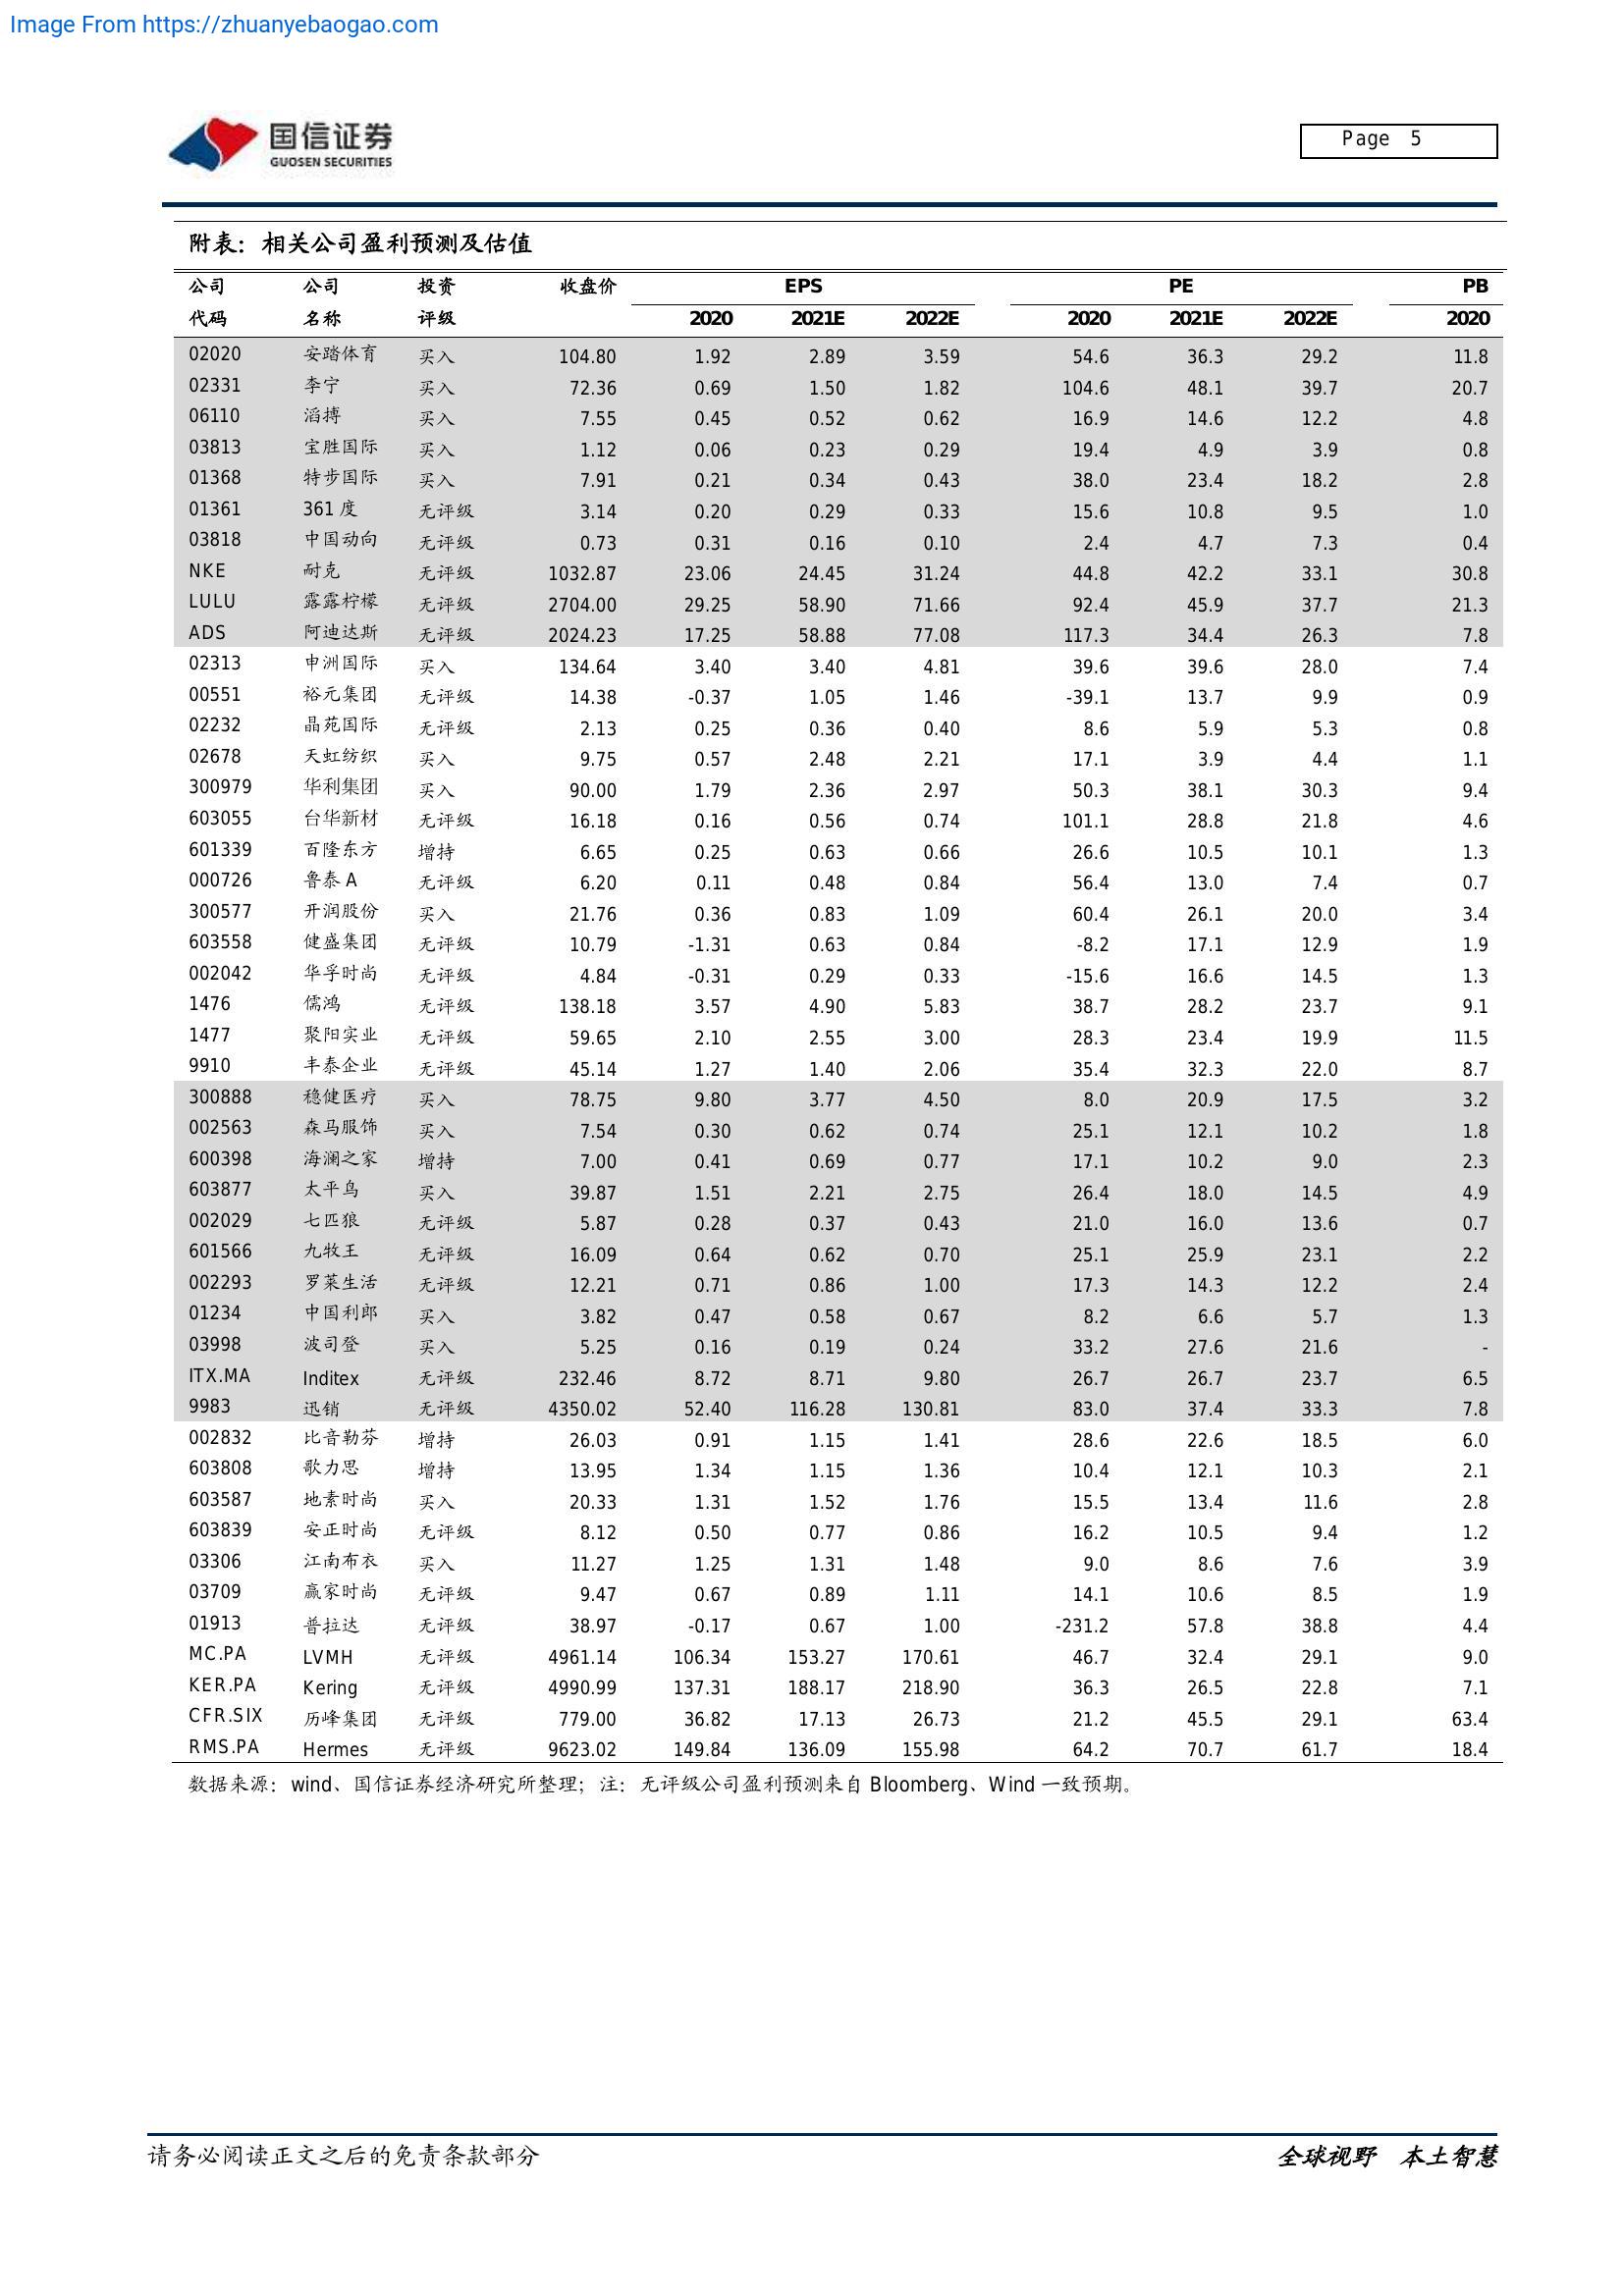 Image From https://zhuanyebaogao.com
国信证券
GUOSEN SECURITIES
Page 5
附表：相关公司盈利预测及估值
公司 公司 投资 收盘价 EPS PE PB
代码 名称 评级 2020 2021E 2022E 2020 2021E 2022E 2020
02020 安踏体育 买入 104.80 1.92 2.89 3.59 54.6 36.3 29.2 11.8
02331 李宁 买入 72.36 0.69 1.50 1.82 104.6 48.1 39.7 20.7
06110 滔搏 买入 7.55 0.45 0.52 0.62 16.9 14.6 12.2 4.8
03813 宝胜国际 买入 1.12 0.06 0.23 0.29 19.4 4.9 3.9 0.8
01368 特步国际 买入 7.91 0.21 0.34 0.43 38.0 23.4 18.2 2.8
01361 361度 无评级 3.14 0.20 0.29 0.33 15.6 10.8 9.5 1.0
03818 中国动向 无评级 0.73 0.31 0.16 0.10 2.4 4.7 7.3 0.4
NKE 耐克 无评级 1032.87 23.06 24.45 31.24 44.8 42.2 33.1 30.8
LULU 露露柠檬 无评级 2704.00 29.25 58.90 71.66 92.4 45.9 37.7 21.3
ADS 阿迪达斯 无评级 2024.23 17.25 58.88 77.08 117.3 34.4 26.3 7.8
02313 申洲国际 买入 134.64 3.40 3.40 4.81 39.6 39.6 28.0 7.4
00551 裕元集团 无评级 14.38 -0.37 1.05 1.46 -39.1 13.7 9.9 0.9
02232 晶苑国际 无评级 2.13 0.25 0.36 0.40 8.6 5.9 5.3 0.8
02678 天虹纺织 买入 9.75 0.57 2.48 2.21 17.1 3.9 4.4 1.1
300979 华利集团 买入 90.00 1.79 2.36 2.97 50.3 38.1 30.3 9.4
603055 台华新材 无评级 16.18 0.16 0.56 0.74 101.1 28.8 21.8 4.6
601339 百隆东方 增持 6.65 0.25 0.63 0.66 26.6 10.5 10.1 1.3
000726 鲁泰A 无评级 6.20 0.11 0.48 0.84 56.4 13.0 7.4 0.7
300577 开润股份 买入 21.76 0.36 0.83 1.09 60.4 26.1 20.0 3.4
603558 健盛集团 无评级 10.79 -1.31 0.63 0.84 -8.2 17.1 12.9 1.9
002042 华孚时尚 无评级 4.84 -0.31 0.29 0.33 -15.6 16.6 14.5 1.3
1476 儒鸿 无评级 138.18 3.57 4.90 5.83 38.7 28.2 23.7 9.1
1477 聚阳实业 无评级 59.65 2.10 2.55 3.00 28.3 23.4 19.9 11.5
9910 丰泰企业 无评级 45.14 1.27 1.40 2.06 35.4 32.3 22.0 8.7
300888 稳健医疗 买入 78.75 9.80 3.77 4.50 8.0 20.9 17.5 3.2
002563 森马服饰 买入 7.54 0.30 0.62 0.74 25.1 12.1 10.2 1.8
600398 海澜之家 增持 7.00 0.41 0.69 0.77 17.1 10.2 9.0 2.3
603877 太平鸟 买入 39.87 1.51 2.21 2.75 26.4 18.0 14.5 4.9
002029 七匹狼 无评级 5.87 0.28 0.37 0.43 21.0 16.0 13.6 0.7
601566 九牧王 无评级 16.09 0.64 0.62 0.70 25.1 25.9 23.1 2.2
002293 罗莱生活 无评级 12.21 0.71 0.86 1.00 17.3 14.3 12.2 2.4
01234 中国利郎 买入 3.82 0.47 0.58 0.67 8.2 6.6 5.7 1.3
03998 波司登 买入 5.25 0.16 0.19 0.24 33.2 27.6 21.6 -
ITX.MA Inditex 无评级 232.46 8.72 8.71 9.80 26.7 26.7 23.7 6.5
9983 迅销 无评级 4350.02 52.40 116.28 130.81 83.0 37.4 33.3 7.8
002832 比音勒芬 增持 26.03 0.91 1.15 1.41 28.6 22.6 18.5 6.0
603808 歌力思 增持 13.95 1.34 1.15 1.36 10.4 12.1 10.3 2.1
603587 地素时尚 买入 20.33 1.31 1.52 1.76 15.5 13.4 11.6 2.8
603839 安正时尚 无评级 8.12 0.50 0.77 0.86 16.2 10.5 9.4 1.2
03306 江南布衣 买入 11.27 1.25 1.31 1.48 9.0 8.6 7.6 3.9
03709 赢家时尚 无评级 9.47 0.67 0.89 1.11 14.1 10.6 8.5 1.9
01913 普拉达 无评级 38.97 -0.17 0.67 1.00 -231.2 57.8 38.8 4.4
MC.PA LVMH 无评级 4961.14 106.34 153.27 170.61 46.7 32.4 29.1 9.0
KER.PA Kering 无评级 4990.99 137.31 188.17 218.90 36.3 26.5 22.8 7.1
CFR.SIX 历峰集团 无评级 779.00 36.82 17.13 26.73 21.2 45.5 29.1 63.4
RMS.PA Hermes 无评级 9623.02 149.84 136.09 155.98 64.2 70.7 61.7 18.4
数据来源：wind、国信证券经济研究所整理；注：无评级公司盈利预测来自 Bloomberg、Wind 一致预期。
请务必阅读正文之后的免责条款部分
全球视野 本土智慧